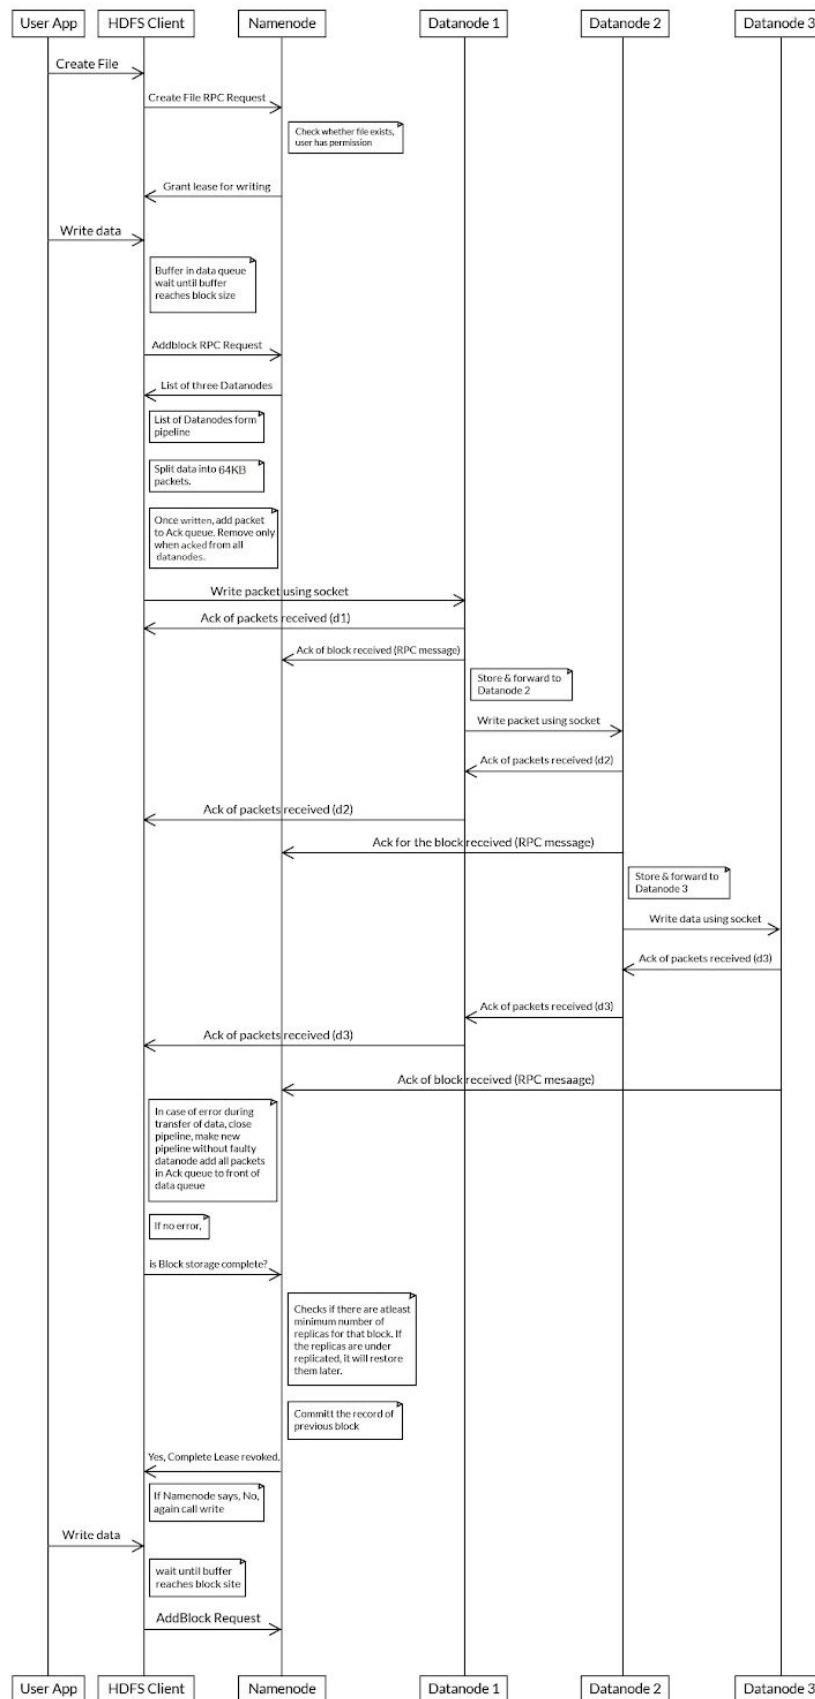 User App HDFS Client Namenode Datanode 1 Datanode 2 Datanode 3
Create File
Create File RPC Request
Check whether file exists,
user has permission
Grant lease for writing
Write data
Buffer in data queue
wait until buffer
reaches block size
Addblock RPC Request
List of three Datanodes
List of Datanodes form
pipeline
Split data into 64KB
packets.
Once written, add packet
to Ack queue. Remove only
when acked from all
datanodes.
Write packet using socket
Ack of packets received (d1)
Ack of block received (RPC message)
Store & forward to
Datanode 2
Write packet using socket
Ack of packets received (d2)
Ack of packets received (d2)
Ack for the block received (RPC message)
Store & forward to
Datanode 3
Write data using socket
Ack of packets received (d3)
Ack of packets received (d3)
Ack of packets received (d3)
Ack of block received (RPC mesaage)
In case of error during
transfer of data, close
pipeline, make new
pipeline without faulty
datanode add all packets
in Ack queue to front of
data queue
If no error,
is Block storage complete?
Checks if there are atleast
minimum number of
replicas for that block. If
the replicas are under
replicated, it will restore
them later.
Committ the record of
previous block
Yes, Complete Lease revoked.
If Namenode says, No,
again call write
Write data
wait until buffer
reaches block site
AddBlock Request
User App HDFS Client Namenode Datanode 1 Datanode 2 Datanode 3